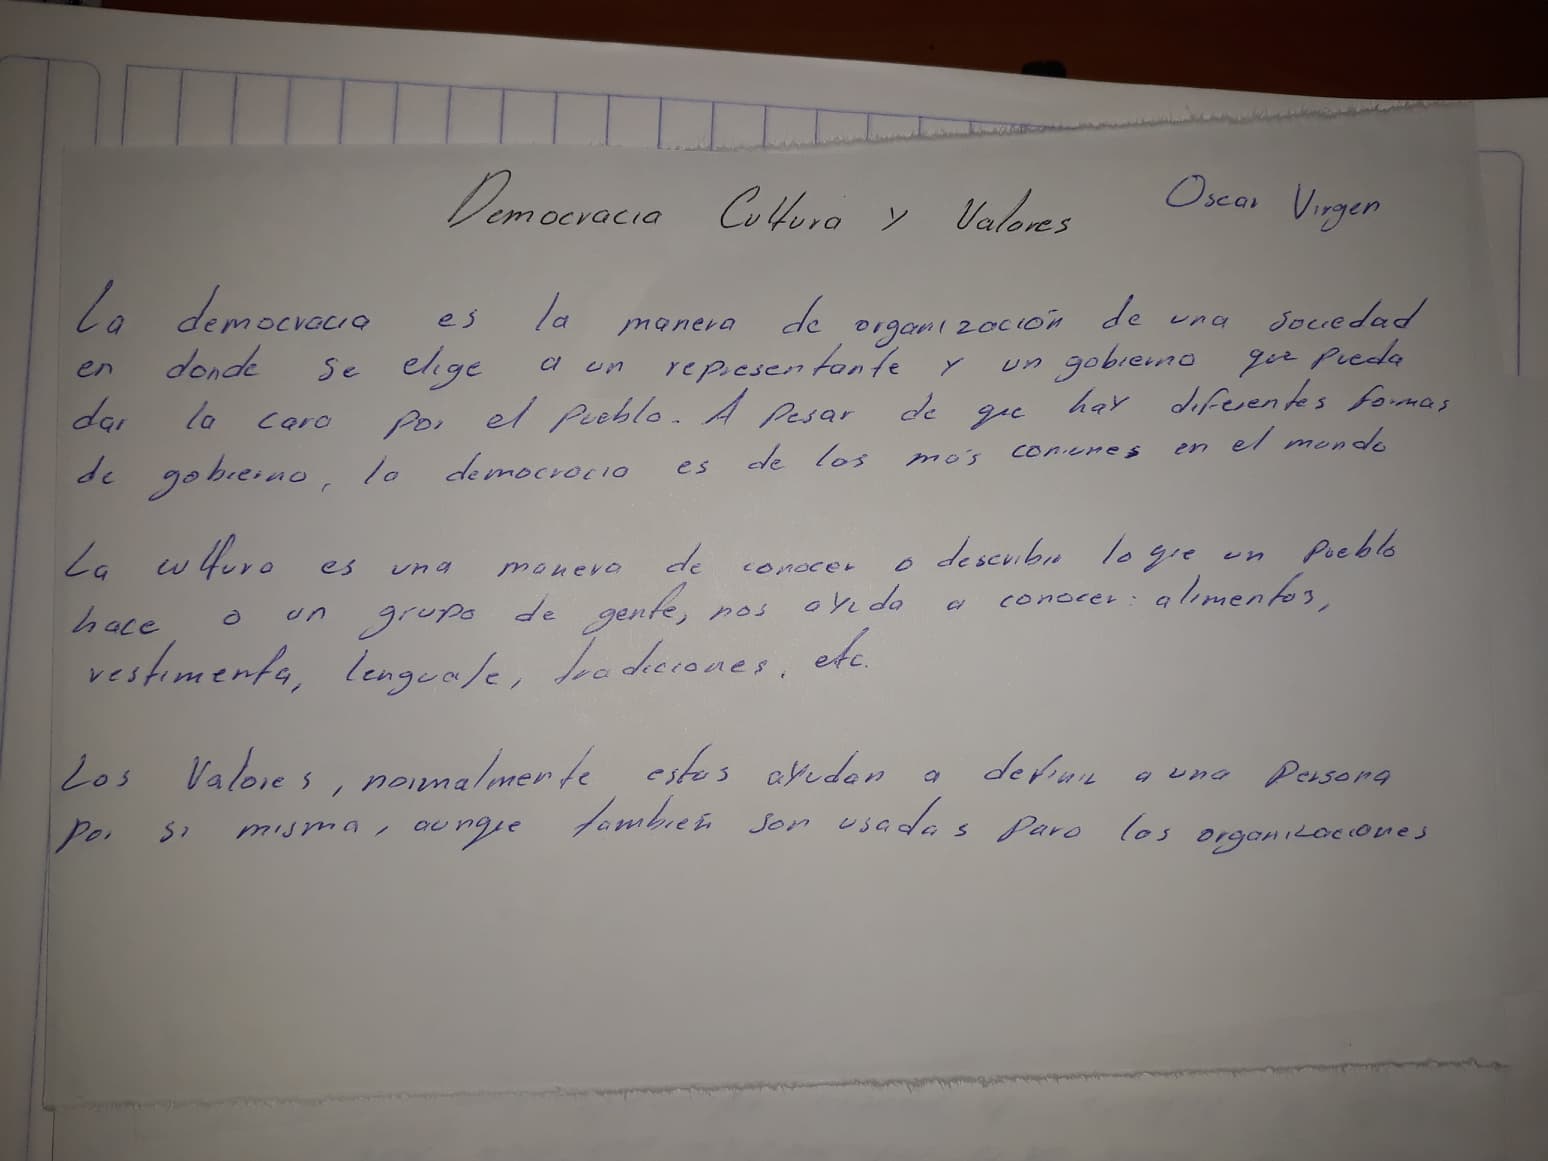 Democracia Cultura y Valores Oscar Virgen
La democracia es la manera de organización de una sociedad
en donde se elige a un representante y un gobierno que pueda
dar la cara por el pueblo. A pesar de que hay diferentes formas
de gobierno, la democracia es de las más comunes en el mundo
La cultura es una manera de conocer o describir lo que un pueblo
hace o un grupo de gente, nos ayuda a conocer: alimentos,
vestimenta, lenguaje, tradiciones, etc.
Los Valores, normalmente estas ayudan a definir a una persona
por si misma, aunque también son usadas para las organizaciones